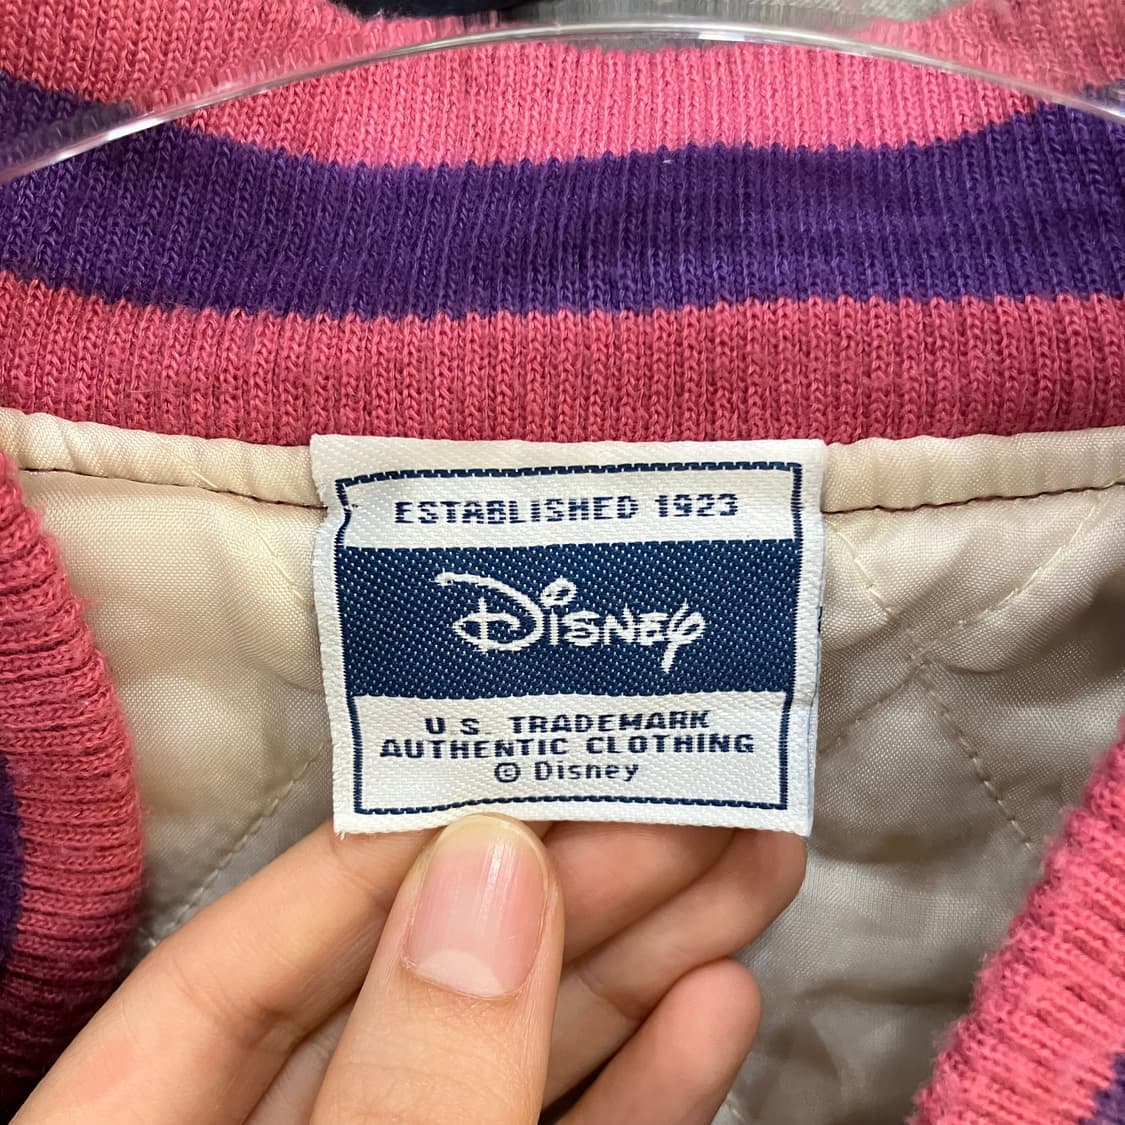 ESTABLISHED 1923
Disney
U.S. TRADEMARK
AUTHENTIC CLOTHING
© Disney